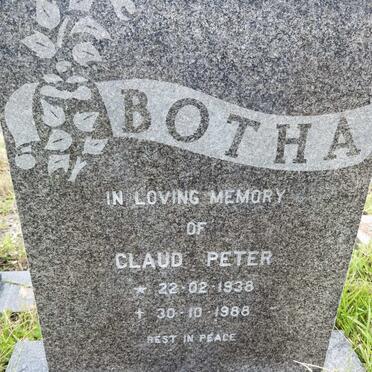 BOTHA
IN LOVING MEMORY
OF
CLAUD PETER
* 22-02-1938
+ 30-10-1988
REST IN PEACE